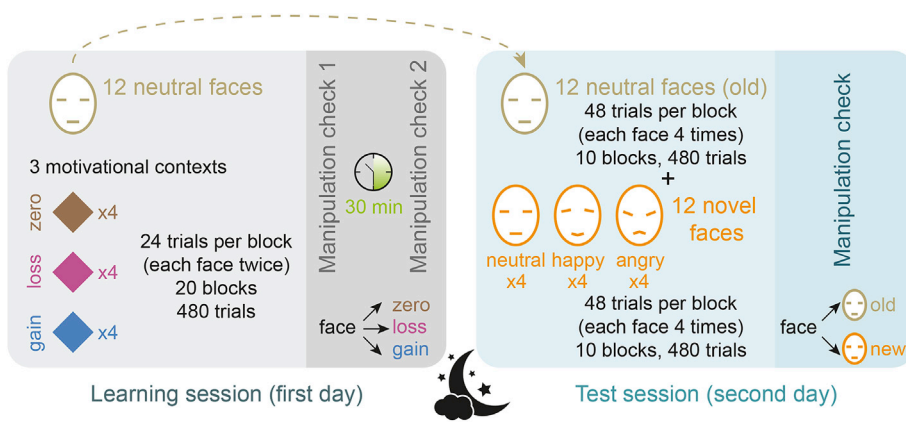 12 neutral faces
3 motivational contexts
zero
x4
loss
x4
gain
x4
24 trials per block
(each face twice)
20 blocks
480 trials
Manipulation check 1
30 min
Manipulation check 2
face
zero
loss
gain
Learning session (first day)
12 neutral faces (old)
48 trials per block
(each face 4 times)
10 blocks, 480 trials
+
12 novel
faces
neutral happy angry
x4 x4 x4
48 trials per block
(each face 4 times)
10 blocks, 480 trials
Manipulation check
face
old
new
Test session (second day)